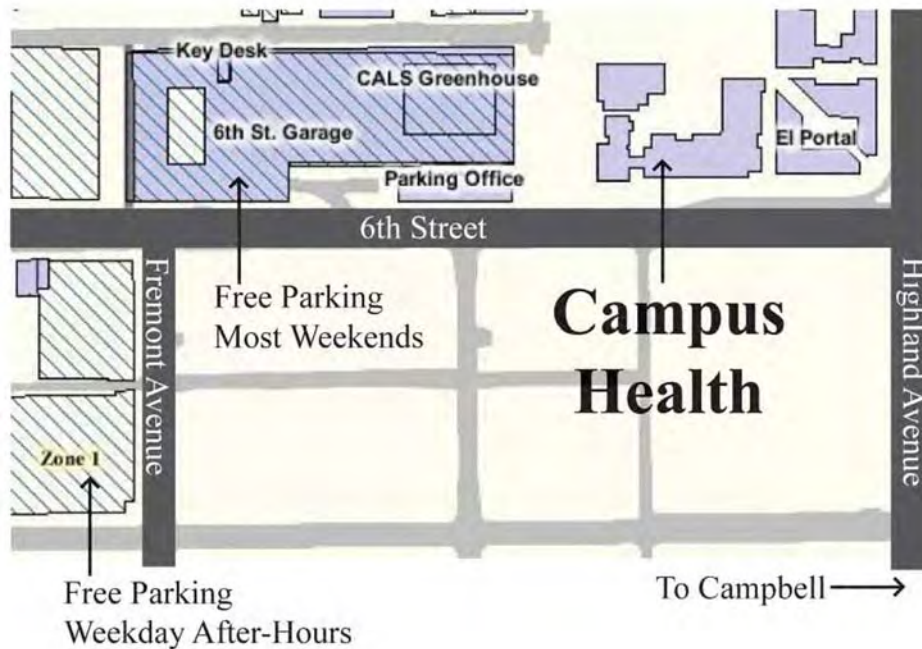 Key Desk
CALS Greenhouse
6th St. Garage
El Portal
Parking Office
6th Street
Fremont Avenue
Highland Avenue
Free Parking
Most Weekends
Campus
Health
Zone 1
To Campbell
Free Parking
Weekday After-Hours